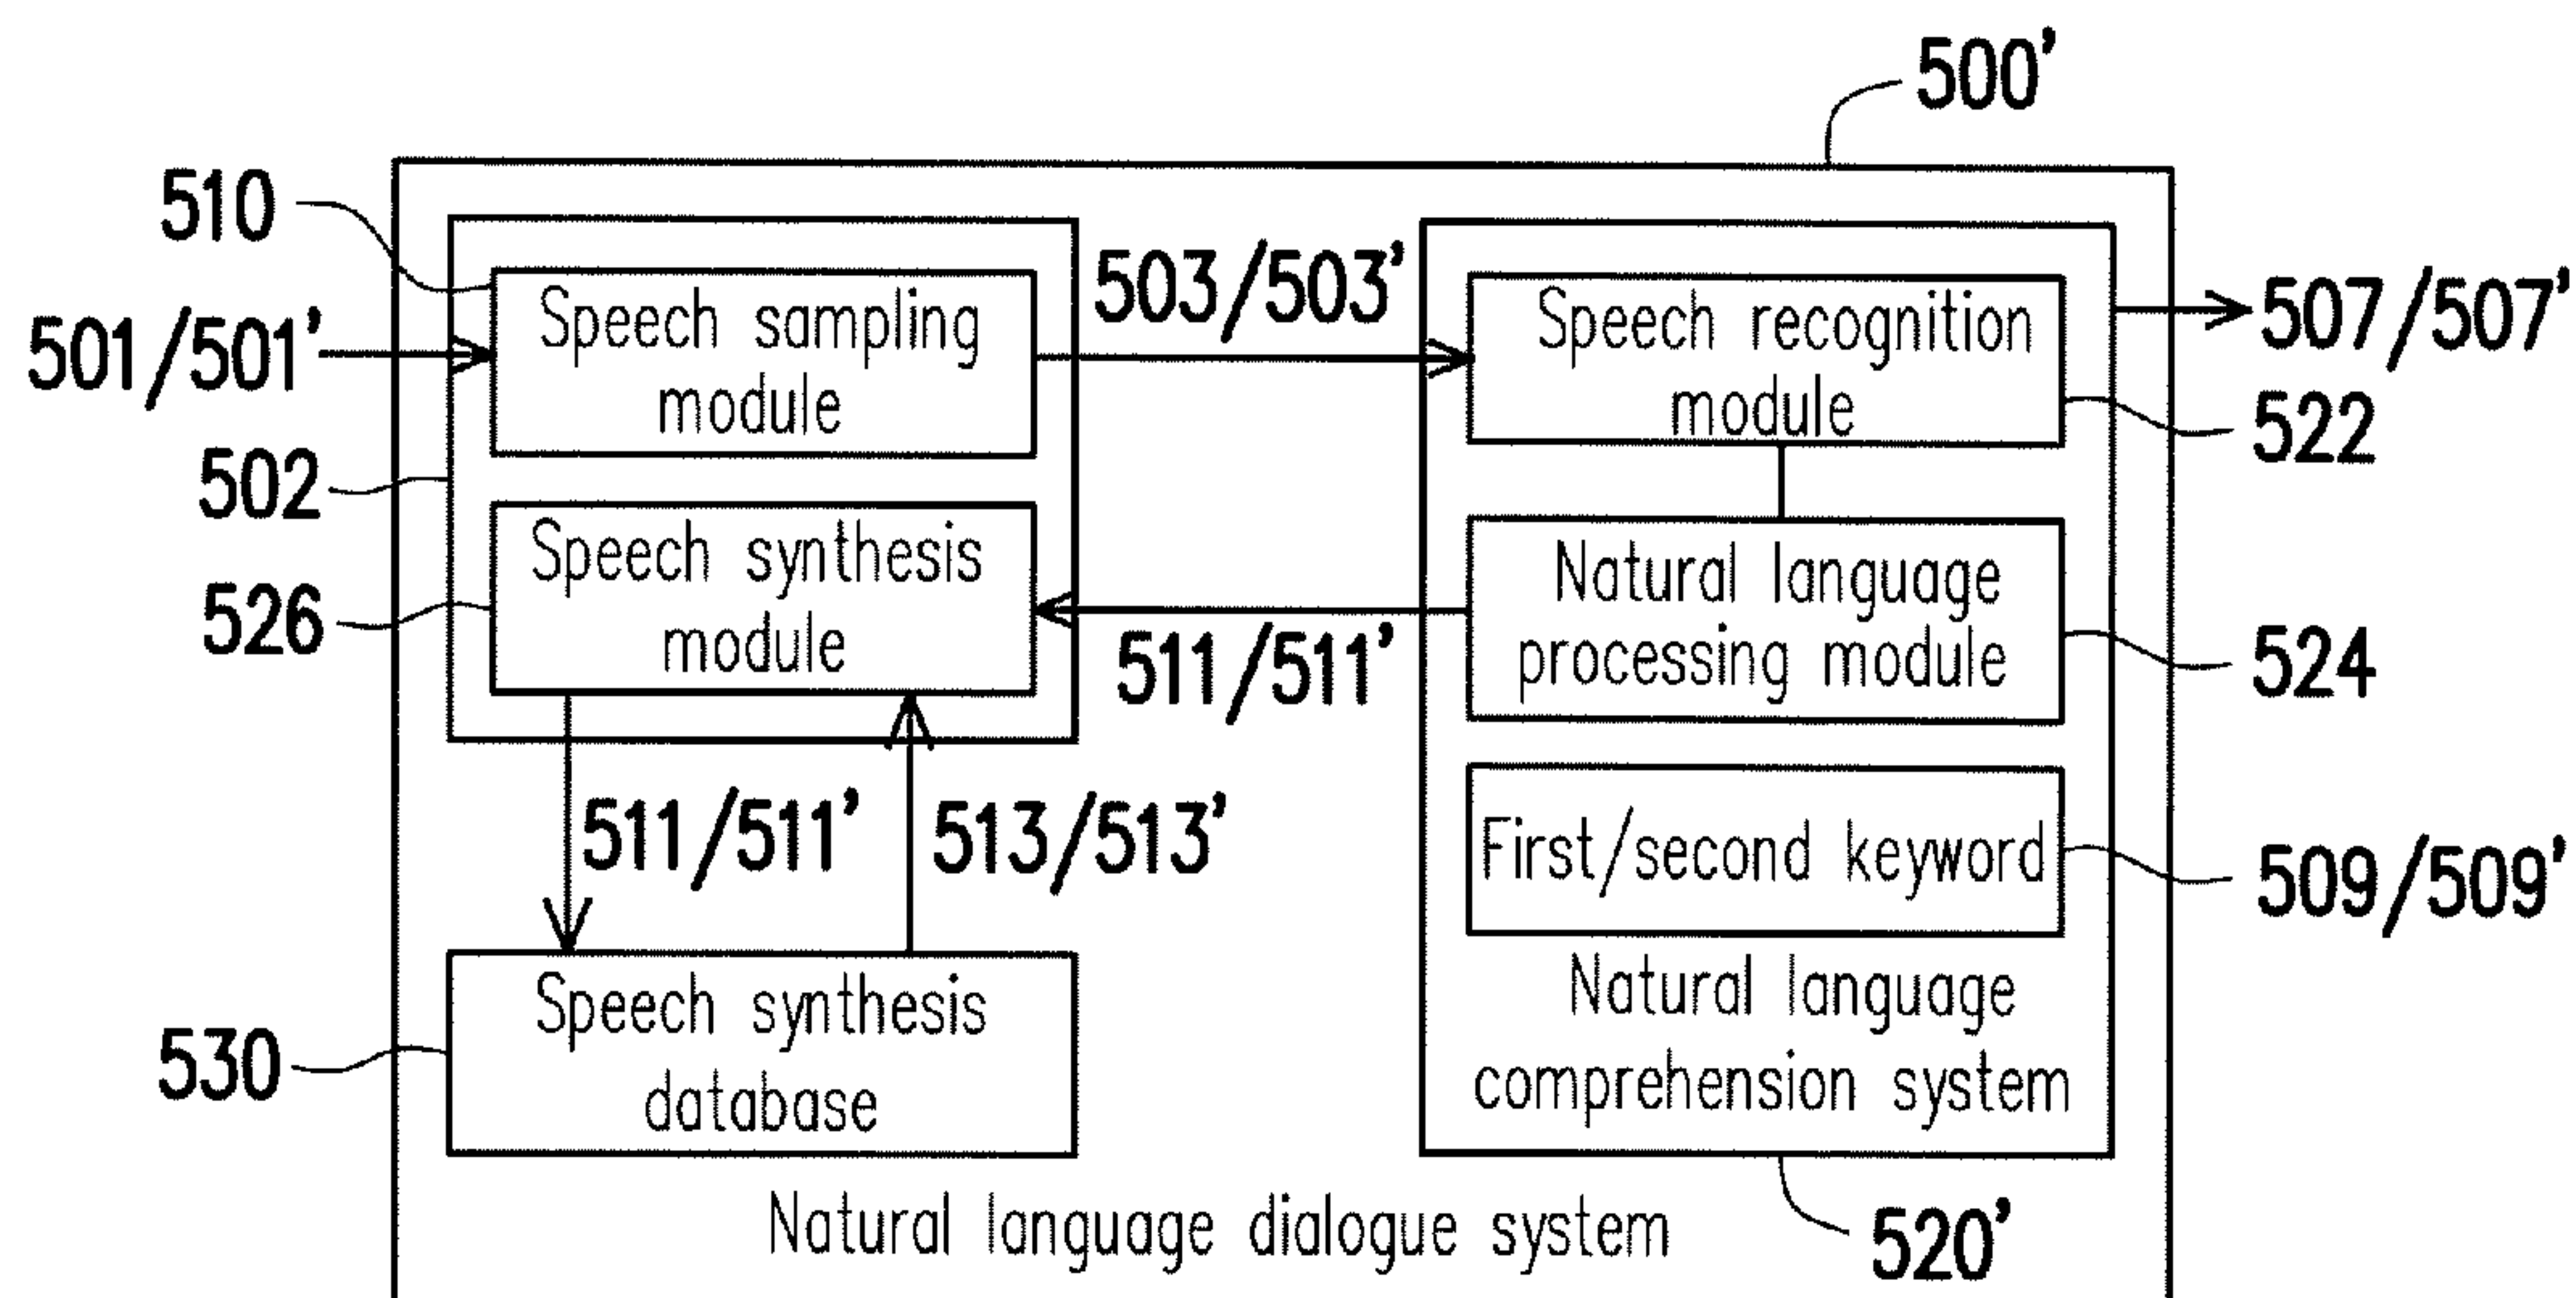 500'
510
501/501'
502
526
530
Speech sampling
module
503/503'
Speech synthesis
module
511/511'
511/511'
513/513'
Speech synthesis
database
Speech recognition
module
Natural language
processing module
First/second keyword
Natural language
comprehension system
507/507'
522
524
509/509'
520'
Natural language dialogue system